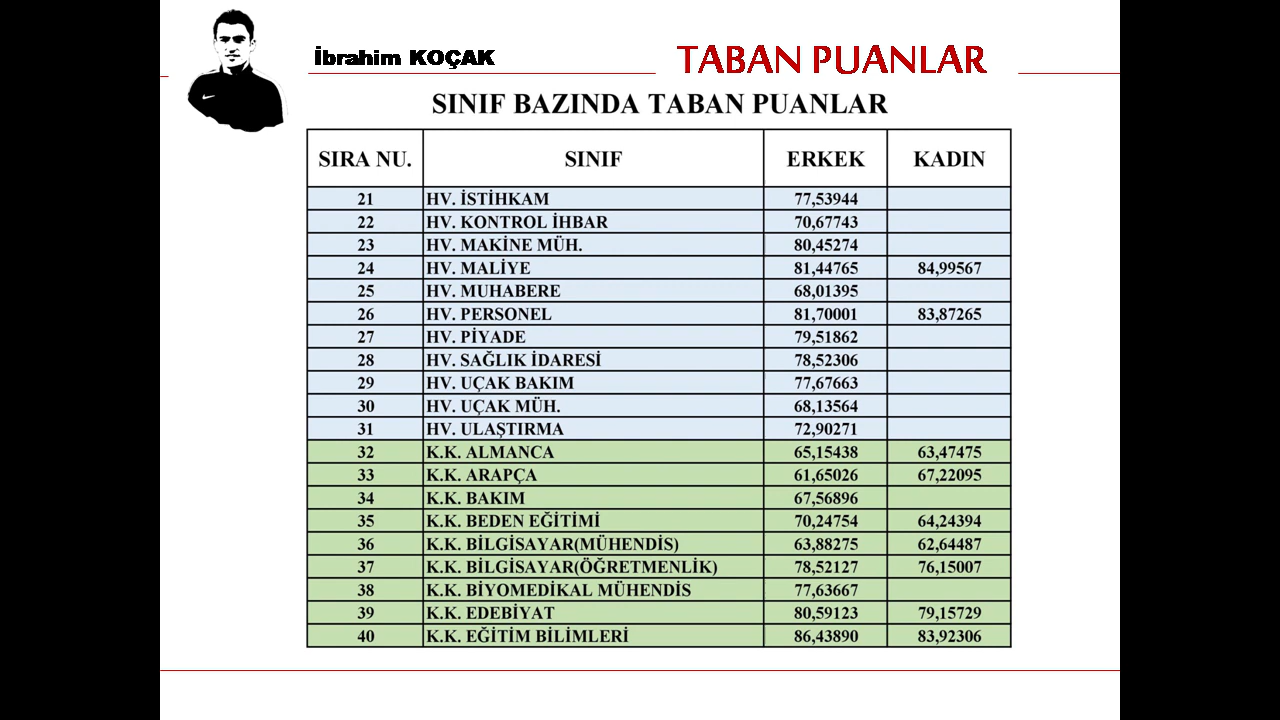 İbrahim KOÇAK
TABAN PUANLAR
SINIF BAZINDA TABAN PUANLAR
SIRA NU. SINIF ERKEK KADIN
21 HV. İSTİHKAM 77,53944
22 HV. KONTROL İHBAR 70,67743
23 HV. MAKİNE MÜH. 80,45274
24 HV. MALİYE 81,44765 84,99567
25 HV. MUHABERE 68,01395
26 HV. PERSONEL 81,70001 83,87265
27 HV. PİYADE 79,51862
28 HV. SAĞLIK İDARESİ 78,52306
29 HV. UÇAK BAKIM 77,67663
30 HV. UÇAK MÜH. 68,13564
31 HV. ULAŞTIRMA 72,90271
32 K.K. ALMANCA 65,15438 63,47475
33 K.K. ARAPÇA 61,65026 67,22095
34 K.K. BAKIM 67,56896
35 K.K. BEDEN EĞİTİMİ 70,24754 64,24394
36 K.K. BİLGİSAYAR(MÜHENDİS) 63,88275 62,64487
37 K.K. BİLGİSAYAR(ÖĞRETMENLİK) 78,52127 76,15007
38 K.K. BİYOMEDİKAL MÜHENDİS 77,63667
39 K.K. EDEBİYAT 80,59123 79,15729
40 K.K. EĞİTİM BİLİMLERİ 86,43890 83,92306